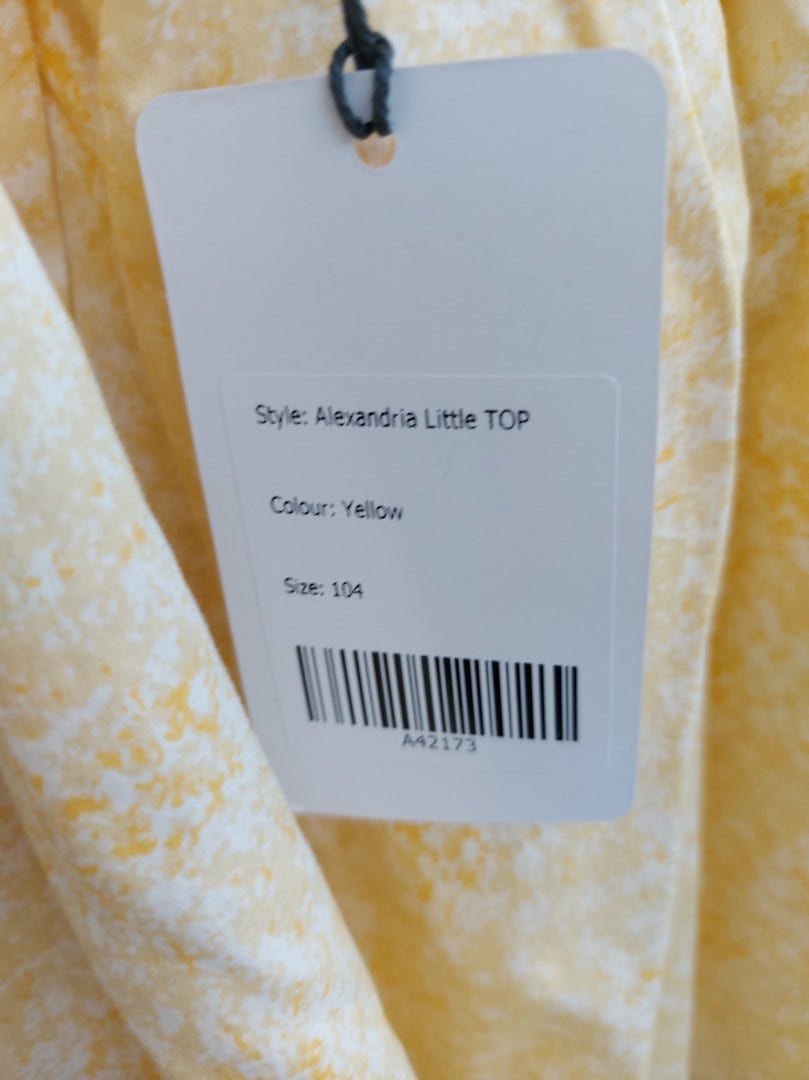 Style: Alexandria Little TOP
Colour: Yellow
Size: 104
A42173